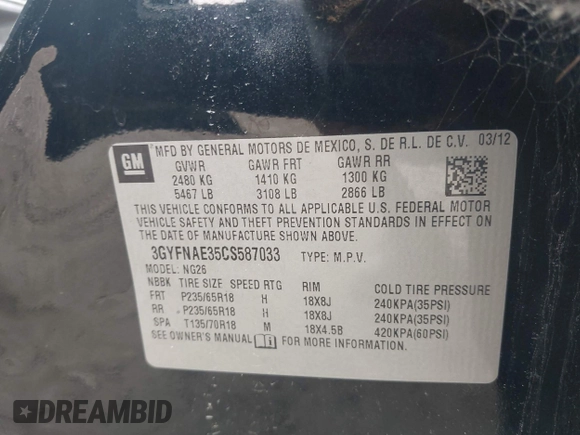 GM
MFD BY GENERAL MOTORS DE MEXICO, S. DE R.L. DE C.V. 03/12
GVWR GAWR FRT GAWR RR
2480 KG 1410 KG 1300 KG
5467 LB 3108 LB 2866 LB
THIS VEHICLE CONFORMS TO ALL APPLICABLE U.S. FEDERAL MOTOR
VEHICLE SAFETY AND THEFT PREVENTION STANDARDS IN EFFECT ON
THE DATE OF MANUFACTURE SHOWN ABOVE.
3GYFNAE35CS587033 TYPE: M.P.V.
MODEL: NG26
NBBK TIRE SIZE SPEED RTG RIM COLD TIRE PRESSURE
FRT P235/65R18 H 18X8J 240KPA(35PSI)
RR P235/65R18 H 18X8J 240KPA(35PSI)
SPA T135/70R18 M 18X4.5B 420KPA(60PSI)
SEE OWNER'S MANUAL FOR MORE INFORMATION.
DREAMBID